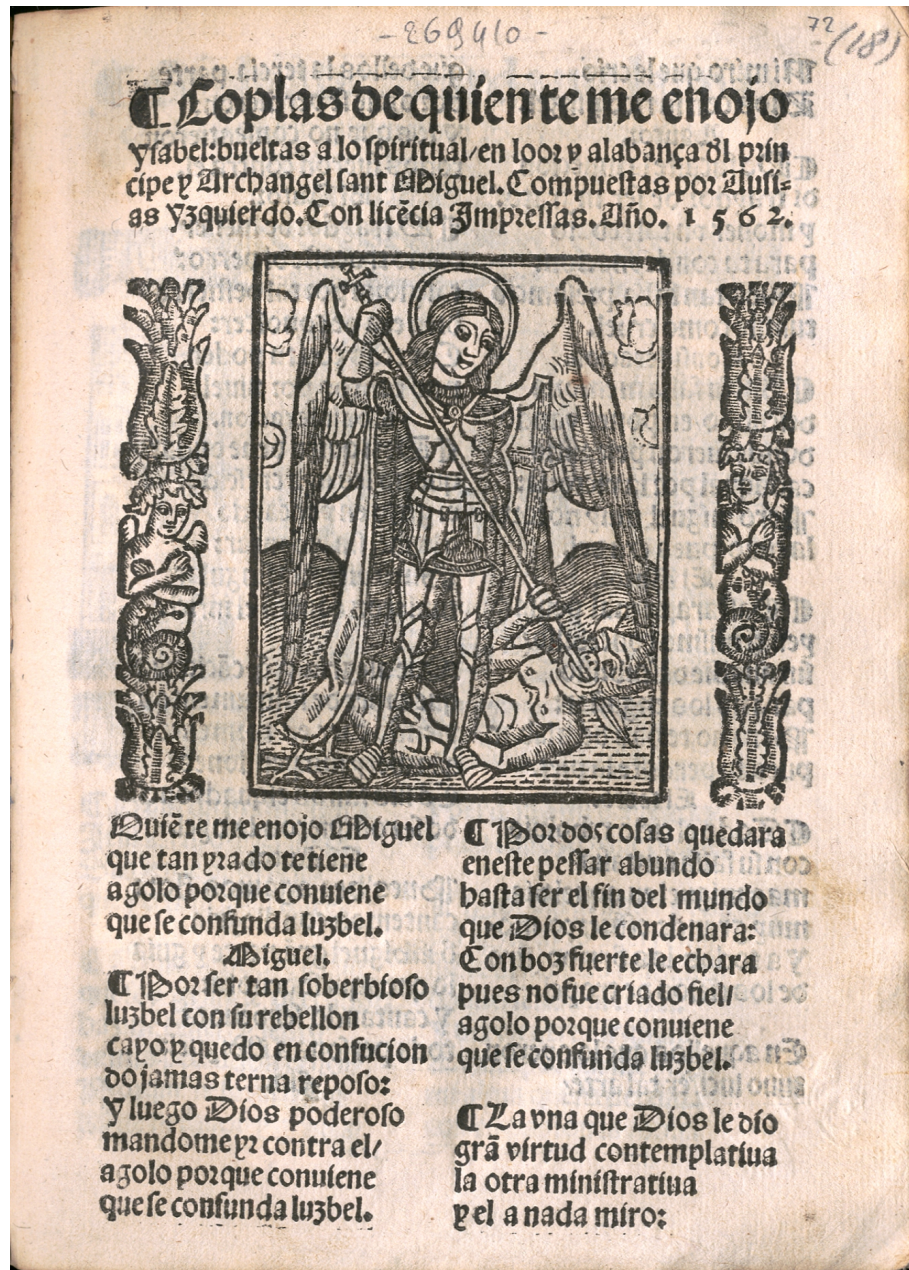 -269410-
72
(18)
¶ Coplas de quien te me enojo
ysabel: bueltas a lo spiritual/en loor y alabança dl prin
cipe y Archangel sant Miguel. Compuestas por Ausi=
as yzquierdo. Con licẽcia Impressas. Año. 1562.
Quiẽ te me enojo Miguel
que tan yrado te tiene
agolo porque conuiene
que se confunda luzbel.
Miguel.
¶ Por ser tan soberbioso
luzbel con su rebellon
cayo y quedo en confucion
do jamas terna reposo:
Y luego Dios poderoso
mandome yr contra el/
agolo porque conuiene
que se confunda luzbel.
¶ Por dos cosas quedara
eneste pessar abundo
hasta ser el fin del mundo
que Dios le condenara:
Con boz fuerte le echara
pues no fue criado fiel/
agolo porque conuiene
que se confunda luzbel.
¶ La vna que Dios le dio
grã virtud contemplatiua
la otra ministratiua
y el a nada miro: